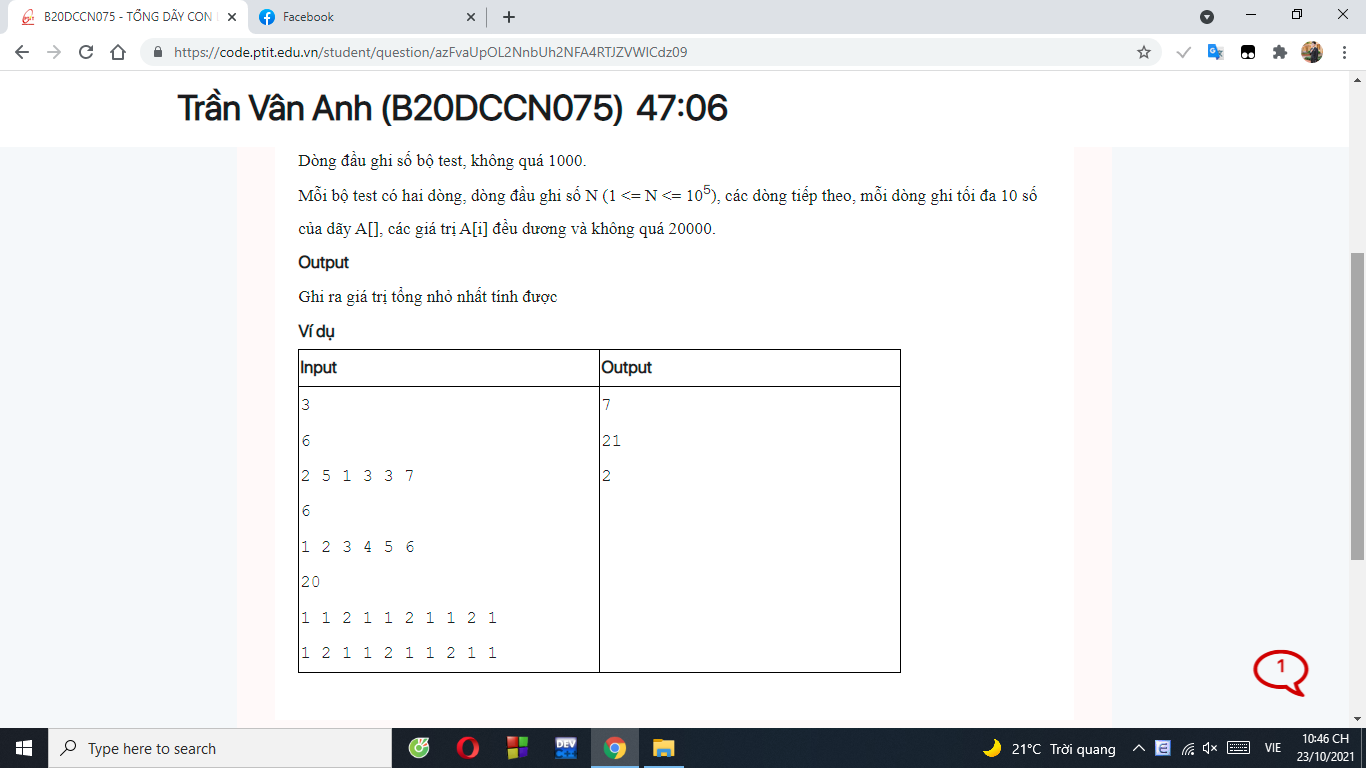 B20DCCN075 - TỔNG DÃY CON
Facebook
https://code.ptit.edu.vn/student/question/azFvaUpOL2NnbUh2NFA4RTJZVWlCdz09
Trần Vân Anh (B20DCCN075) 47:06
Dòng đầu ghi số bộ test, không quá 1000.
Mỗi bộ test có hai dòng, dòng đầu ghi số N (1 <= N <= 10^5), các dòng tiếp theo, mỗi dòng ghi tối đa 10 số
của dãy A[], các giá trị A[i] đều dương và không quá 20000.
Output
Ghi ra giá trị tổng nhỏ nhất tính được
Ví dụ
Input Output
3 7
6 21
2 5 1 3 3 7 2
6
1 2 3 4 5 6
20
1 1 2 1 1 2 1 1 2 1
1 2 1 1 2 1 1 2 1 1
1
Type here to search
DEV
21°C Trời quang
E
VIE
10:46 CH
23/10/2021